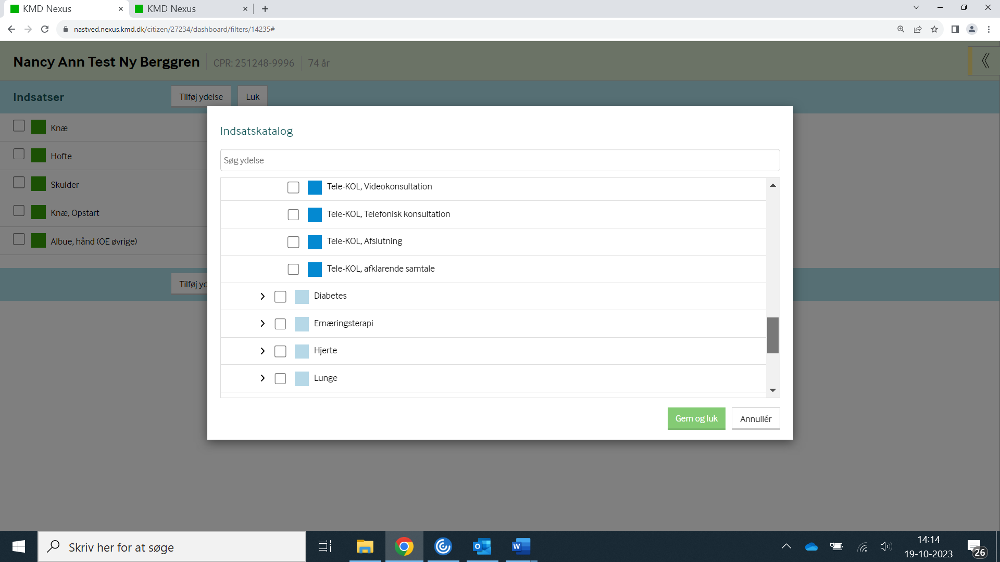 KMD Nexus
KMD Nexus
nastved.nexus.kmd.dk/citizen/27234/dashboard/filters/14235#
Nancy Ann Test Ny Berggren CPR: 251248-9996 74 år
Indsatser Tilføj ydelse Luk
Knæ
Hofte
Skulder
Knæ, Opstart
Albue, hånd (OE øvrige)
Tilføj yd
Indsatskatalog
Søg ydelse
Tele-KOL, Videokonsultation
Tele-KOL, Telefonisk konsultation
Tele-KOL, Afslutning
Tele-KOL, afklarende samtale
Diabetes
Ernæringsterapi
Hjerte
Lunge
Gem og luk Annullér
Skriv her for at søge
14:14
19-10-2023
26